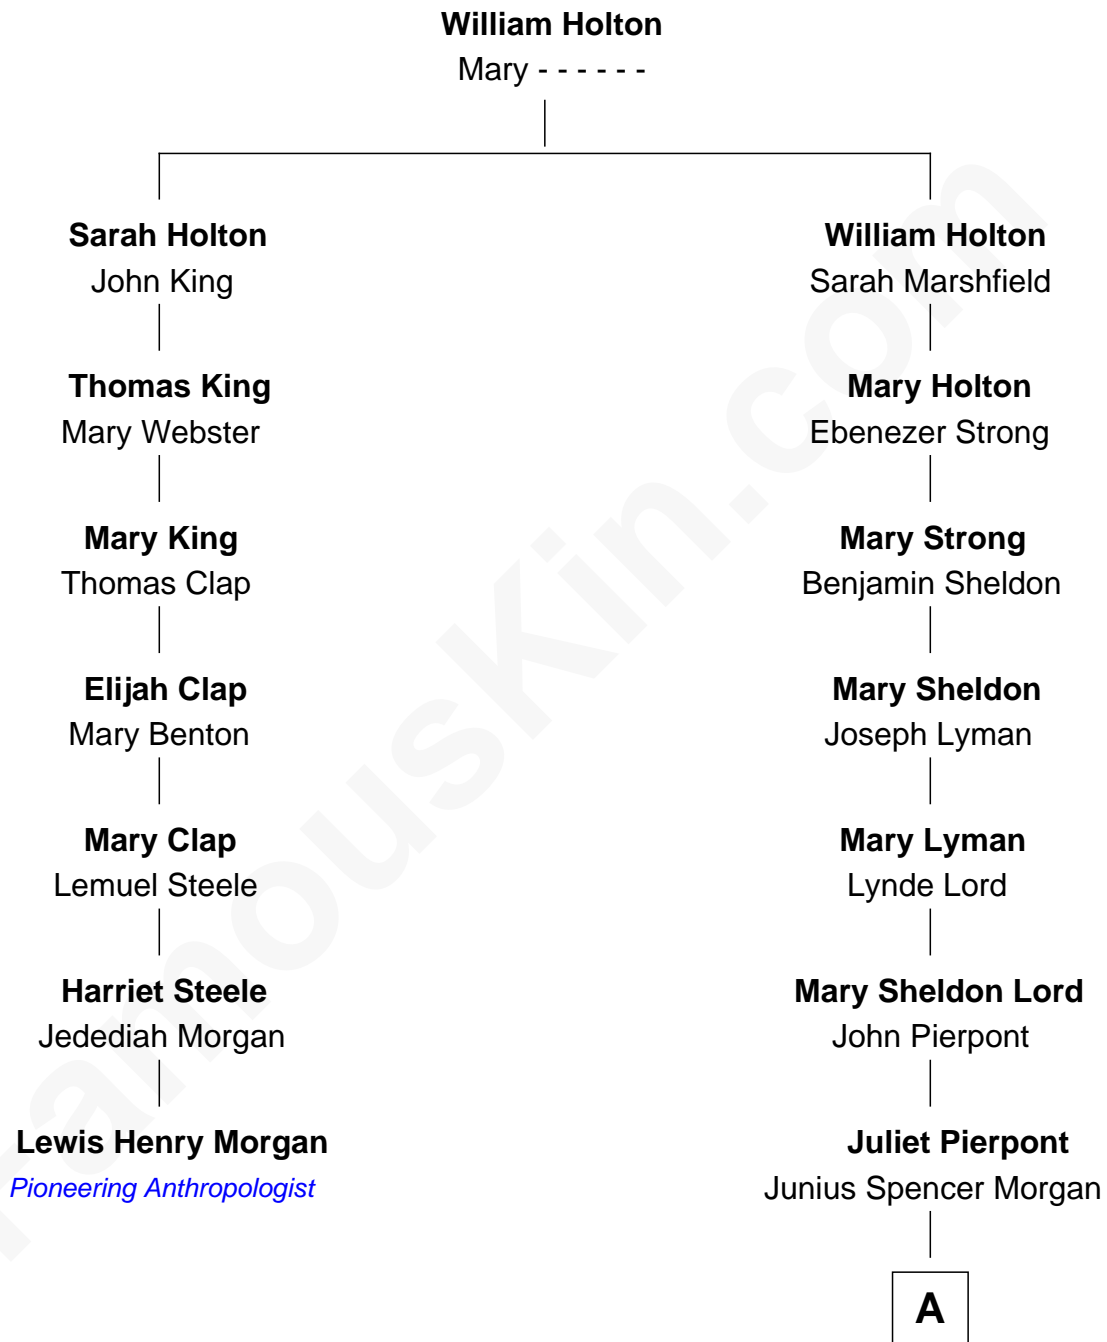 William Holton
Mary - - - - - -
Sarah Holton
John King
William Holton
Sarah Marshfield
Thomas King
Mary Webster
Mary Holton
Ebenezer Strong
Mary King
Thomas Clap
Mary Strong
Benjamin Sheldon
Elijah Clap
Mary Benton
Mary Sheldon
Joseph Lyman
Mary Clap
Lemuel Steele
Mary Lyman
Lynde Lord
Harriet Steele
Jedediah Morgan
Mary Sheldon Lord
John Pierpont
Lewis Henry Morgan
Pioneering Anthropologist
Juliet Pierpont
Junius Spencer Morgan
A
FamousKin.com